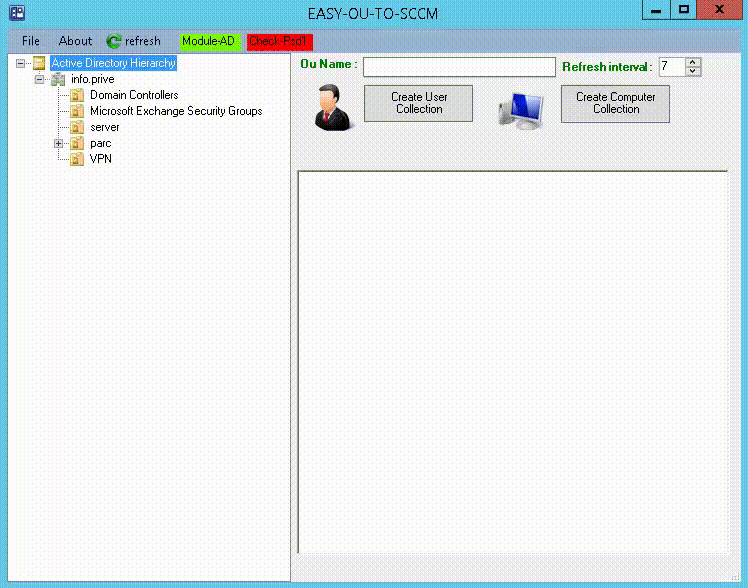 EASY-OU-TO-SCCM
X
File About refresh Module-AD Check Psd1
Active Directory Hierarchy
info.prive
Domain Controllers
Microsoft Exchange Security Groups
server
parc
VPN
Ou Name :
Refresh interval : 7
Create User
Collection
Create Computer
Collection